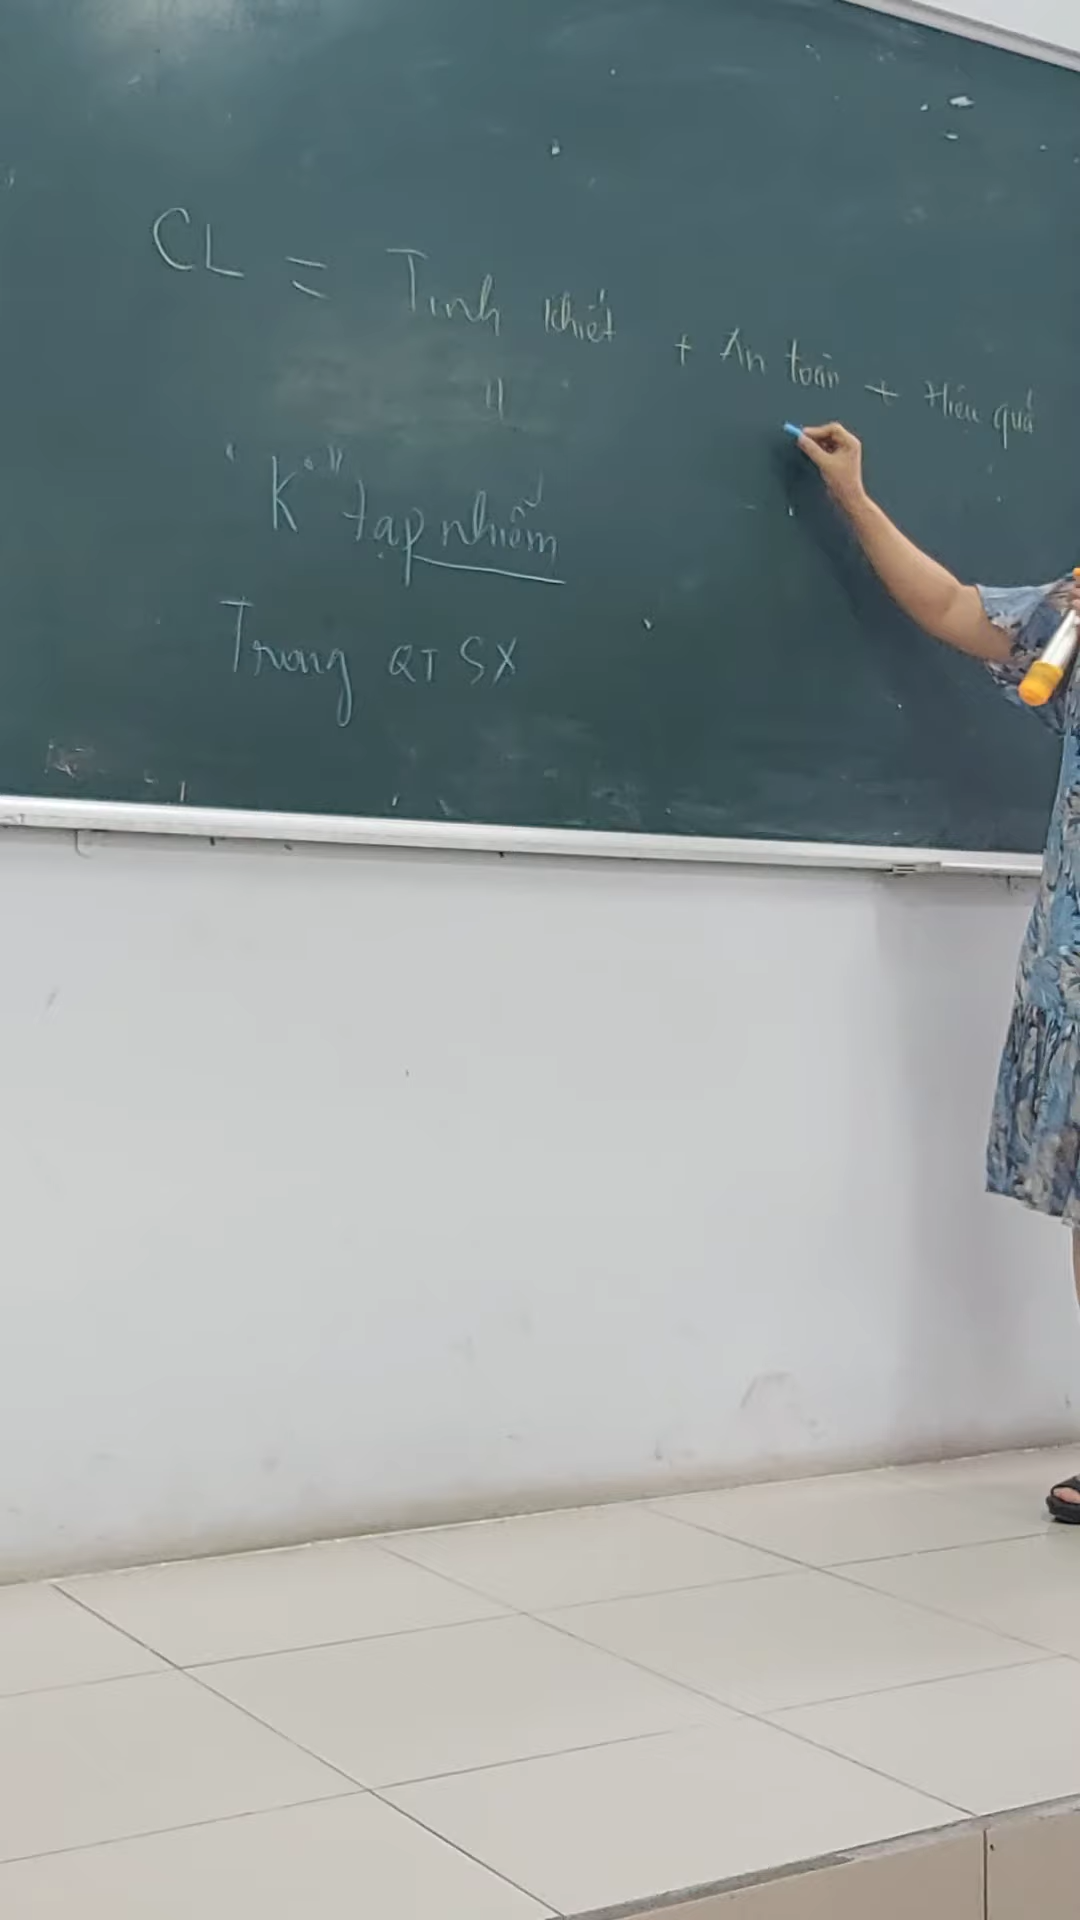 CL = Tinh khiết + An toàn + Hiệu quả
"
"K" tạp nhiễm
Trong QT SX